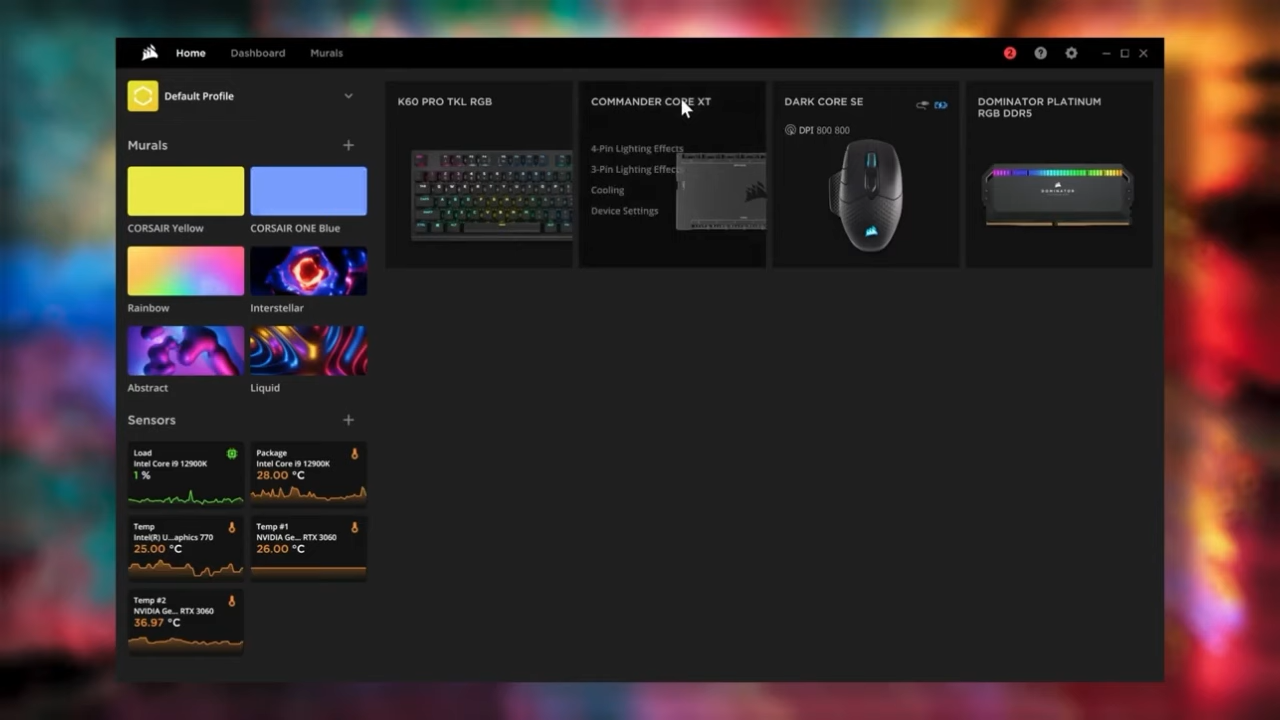 Home Dashboard Murals 2 ?
Default Profile
Murals
CORSAIR Yellow
CORSAIR ONE Blue
Rainbow
Interstellar
Abstract
Liquid
Sensors
Load
Intel Core i9 12900K
1 %
Package
Intel Core i9 12900K
28.00 °C
Temp
Intel(R) U...aphics 770
25.00 °C
Temp #1
NVIDIA Ge... RTX 3060
26.00 °C
Temp #2
NVIDIA Ge... RTX 3060
36.97 °C
K60 PRO TKL RGB
COMMANDER CORE XT
4-Pin Lighting Effects
3-Pin Lighting Effects
Cooling
Device Settings
DARK CORE SE
DPI 800 800
DOMINATOR PLATINUM
RGB DDR5
DOMINATOR